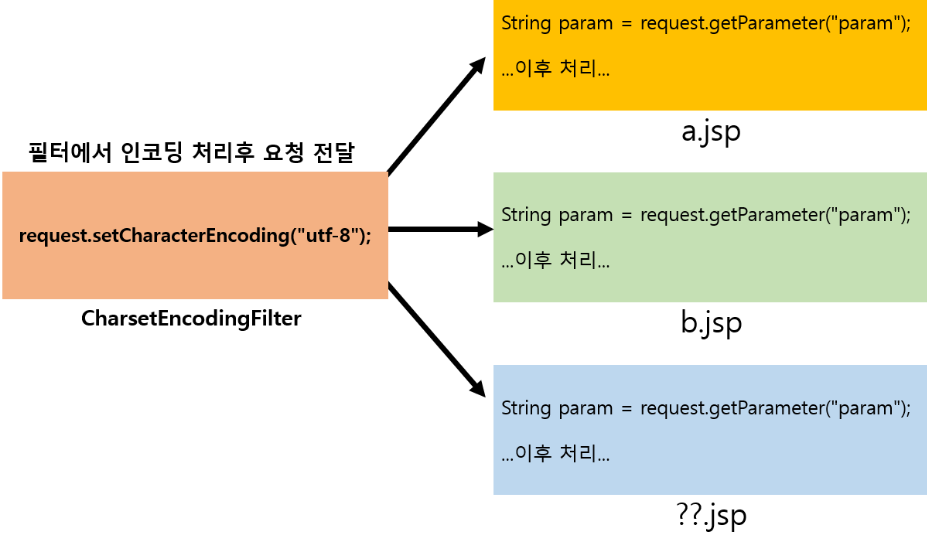 필터에서 인코딩 처리후 요청 전달
request.setCharacterEncoding("utf-8");
CharsetEncodingFilter
String param = request.getParameter("param");
...이후 처리...
a.jsp
String param = request.getParameter("param");
...이후 처리...
b.jsp
String param = request.getParameter("param");
...이후 처리...
??.jsp